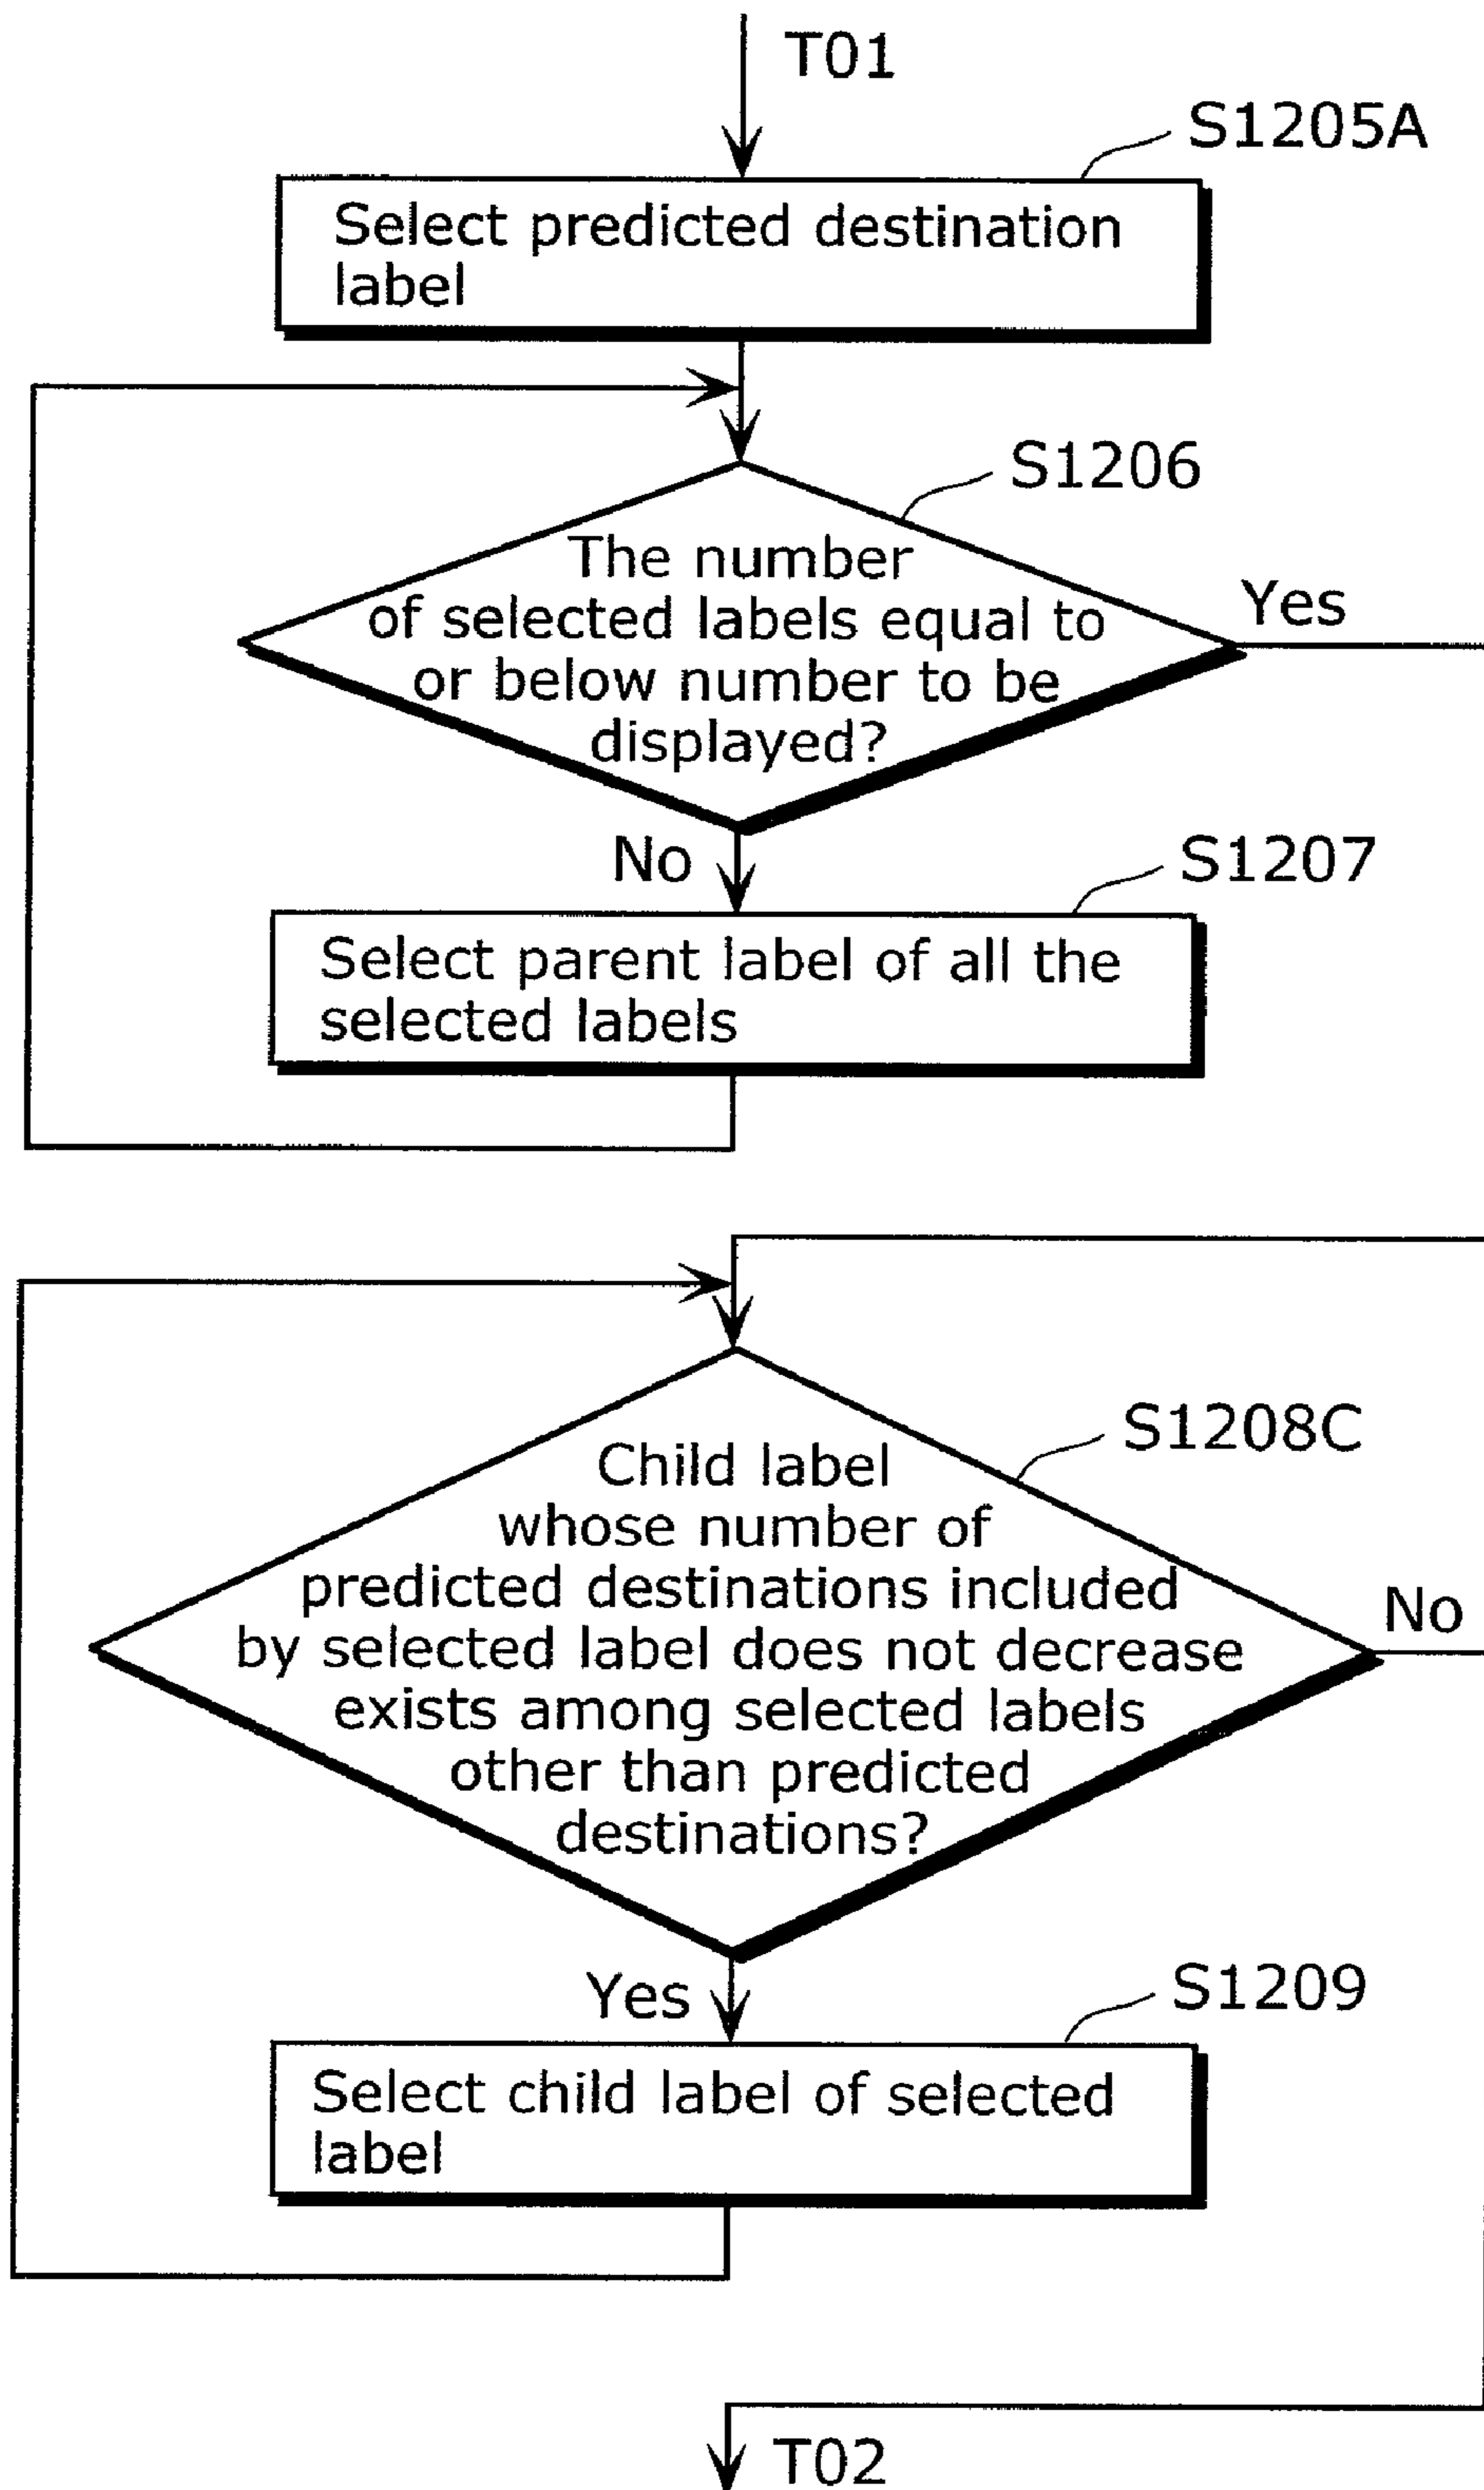 T01
S1205A
Select predicted destination
label
S1206
The number
of selected labels equal to
or below number to be
displayed?
Yes
No
S1207
Select parent label of all the
selected labels
S1208C
Child label
whose number of
predicted destinations included
by selected label does not decrease
exists among selected labels
other than predicted
destinations?
No
Yes
S1209
Select child label of selected
label
T02